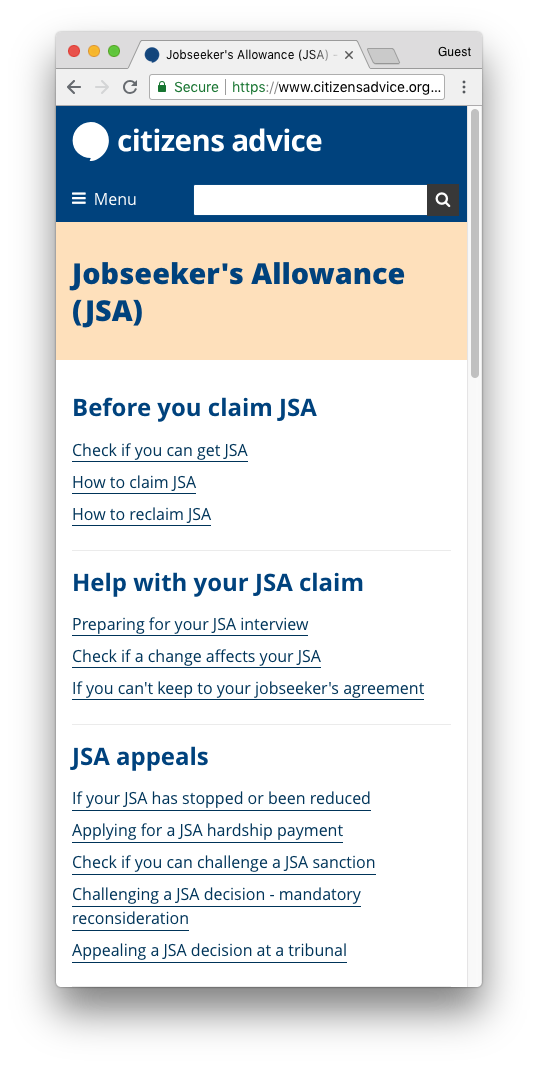 Jobseeker's Allowance (JSA) -
Guest
Secure
https://www.citizensadvice.org...
citizens advice
Menu
Jobseeker's Allowance
(JSA)
Before you claim JSA
Check if you can get JSA
How to claim JSA
How to reclaim JSA
Help with your JSA claim
Preparing for your JSA interview
Check if a change affects your JSA
If you can't keep to your jobseeker's agreement
JSA appeals
If your JSA has stopped or been reduced
Applying for a JSA hardship payment
Check if you can challenge a JSA sanction
Challenging a JSA decision - mandatory
reconsideration
Appealing a JSA decision at a tribunal